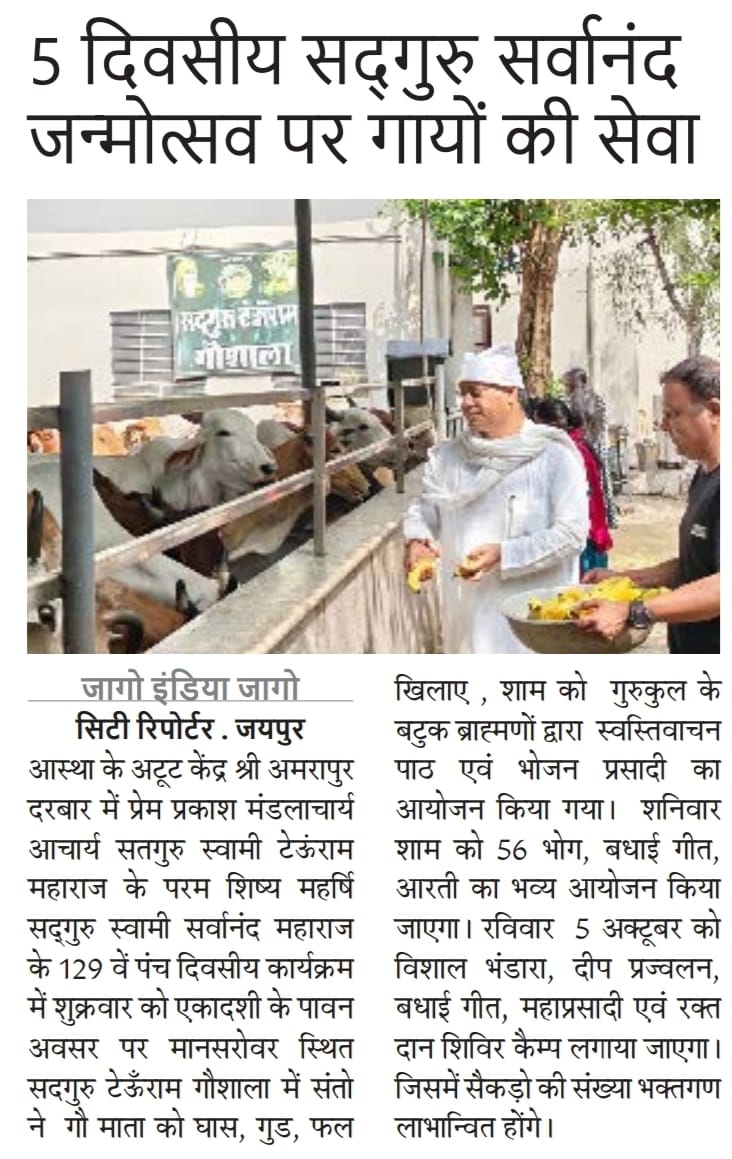 5 दिवसीय सद्गुरु सर्वानंद
जन्मोत्सव पर गायों की सेवा
सद्गुरु टेऊँराम
गौशाला
जागो इंडिया जागो
सिटी रिपोर्टर . जयपुर
आस्था के अटूट केंद्र श्री अमरापुर
दरबार में प्रेम प्रकाश मंडलाचार्य
आचार्य सतगुरु स्वामी टेऊंराम
महाराज के परम शिष्य महर्षि
सद्गुरु स्वामी सर्वानंद महाराज
के 129 वें पंच दिवसीय कार्यक्रम
में शुक्रवार को एकादशी के पावन
अवसर पर मानसरोवर स्थित
सदगुरु टेऊँराम गौशाला में संतो
ने गौ माता को घास, गुड, फल
खिलाए , शाम को गुरुकुल के
बटुक ब्राह्मणों द्वारा स्वस्तिवाचन
पाठ एवं भोजन प्रसादी का
आयोजन किया गया। शनिवार
शाम को 56 भोग, बधाई गीत,
आरती का भव्य आयोजन किया
जाएगा। रविवार 5 अक्टूबर को
विशाल भंडारा, दीप प्रज्वलन,
बधाई गीत, महाप्रसादी एवं रक्त
दान शिविर कैम्प लगाया जाएगा।
जिसमें सैकड़ो की संख्या भक्तगण
लाभान्वित होंगे।